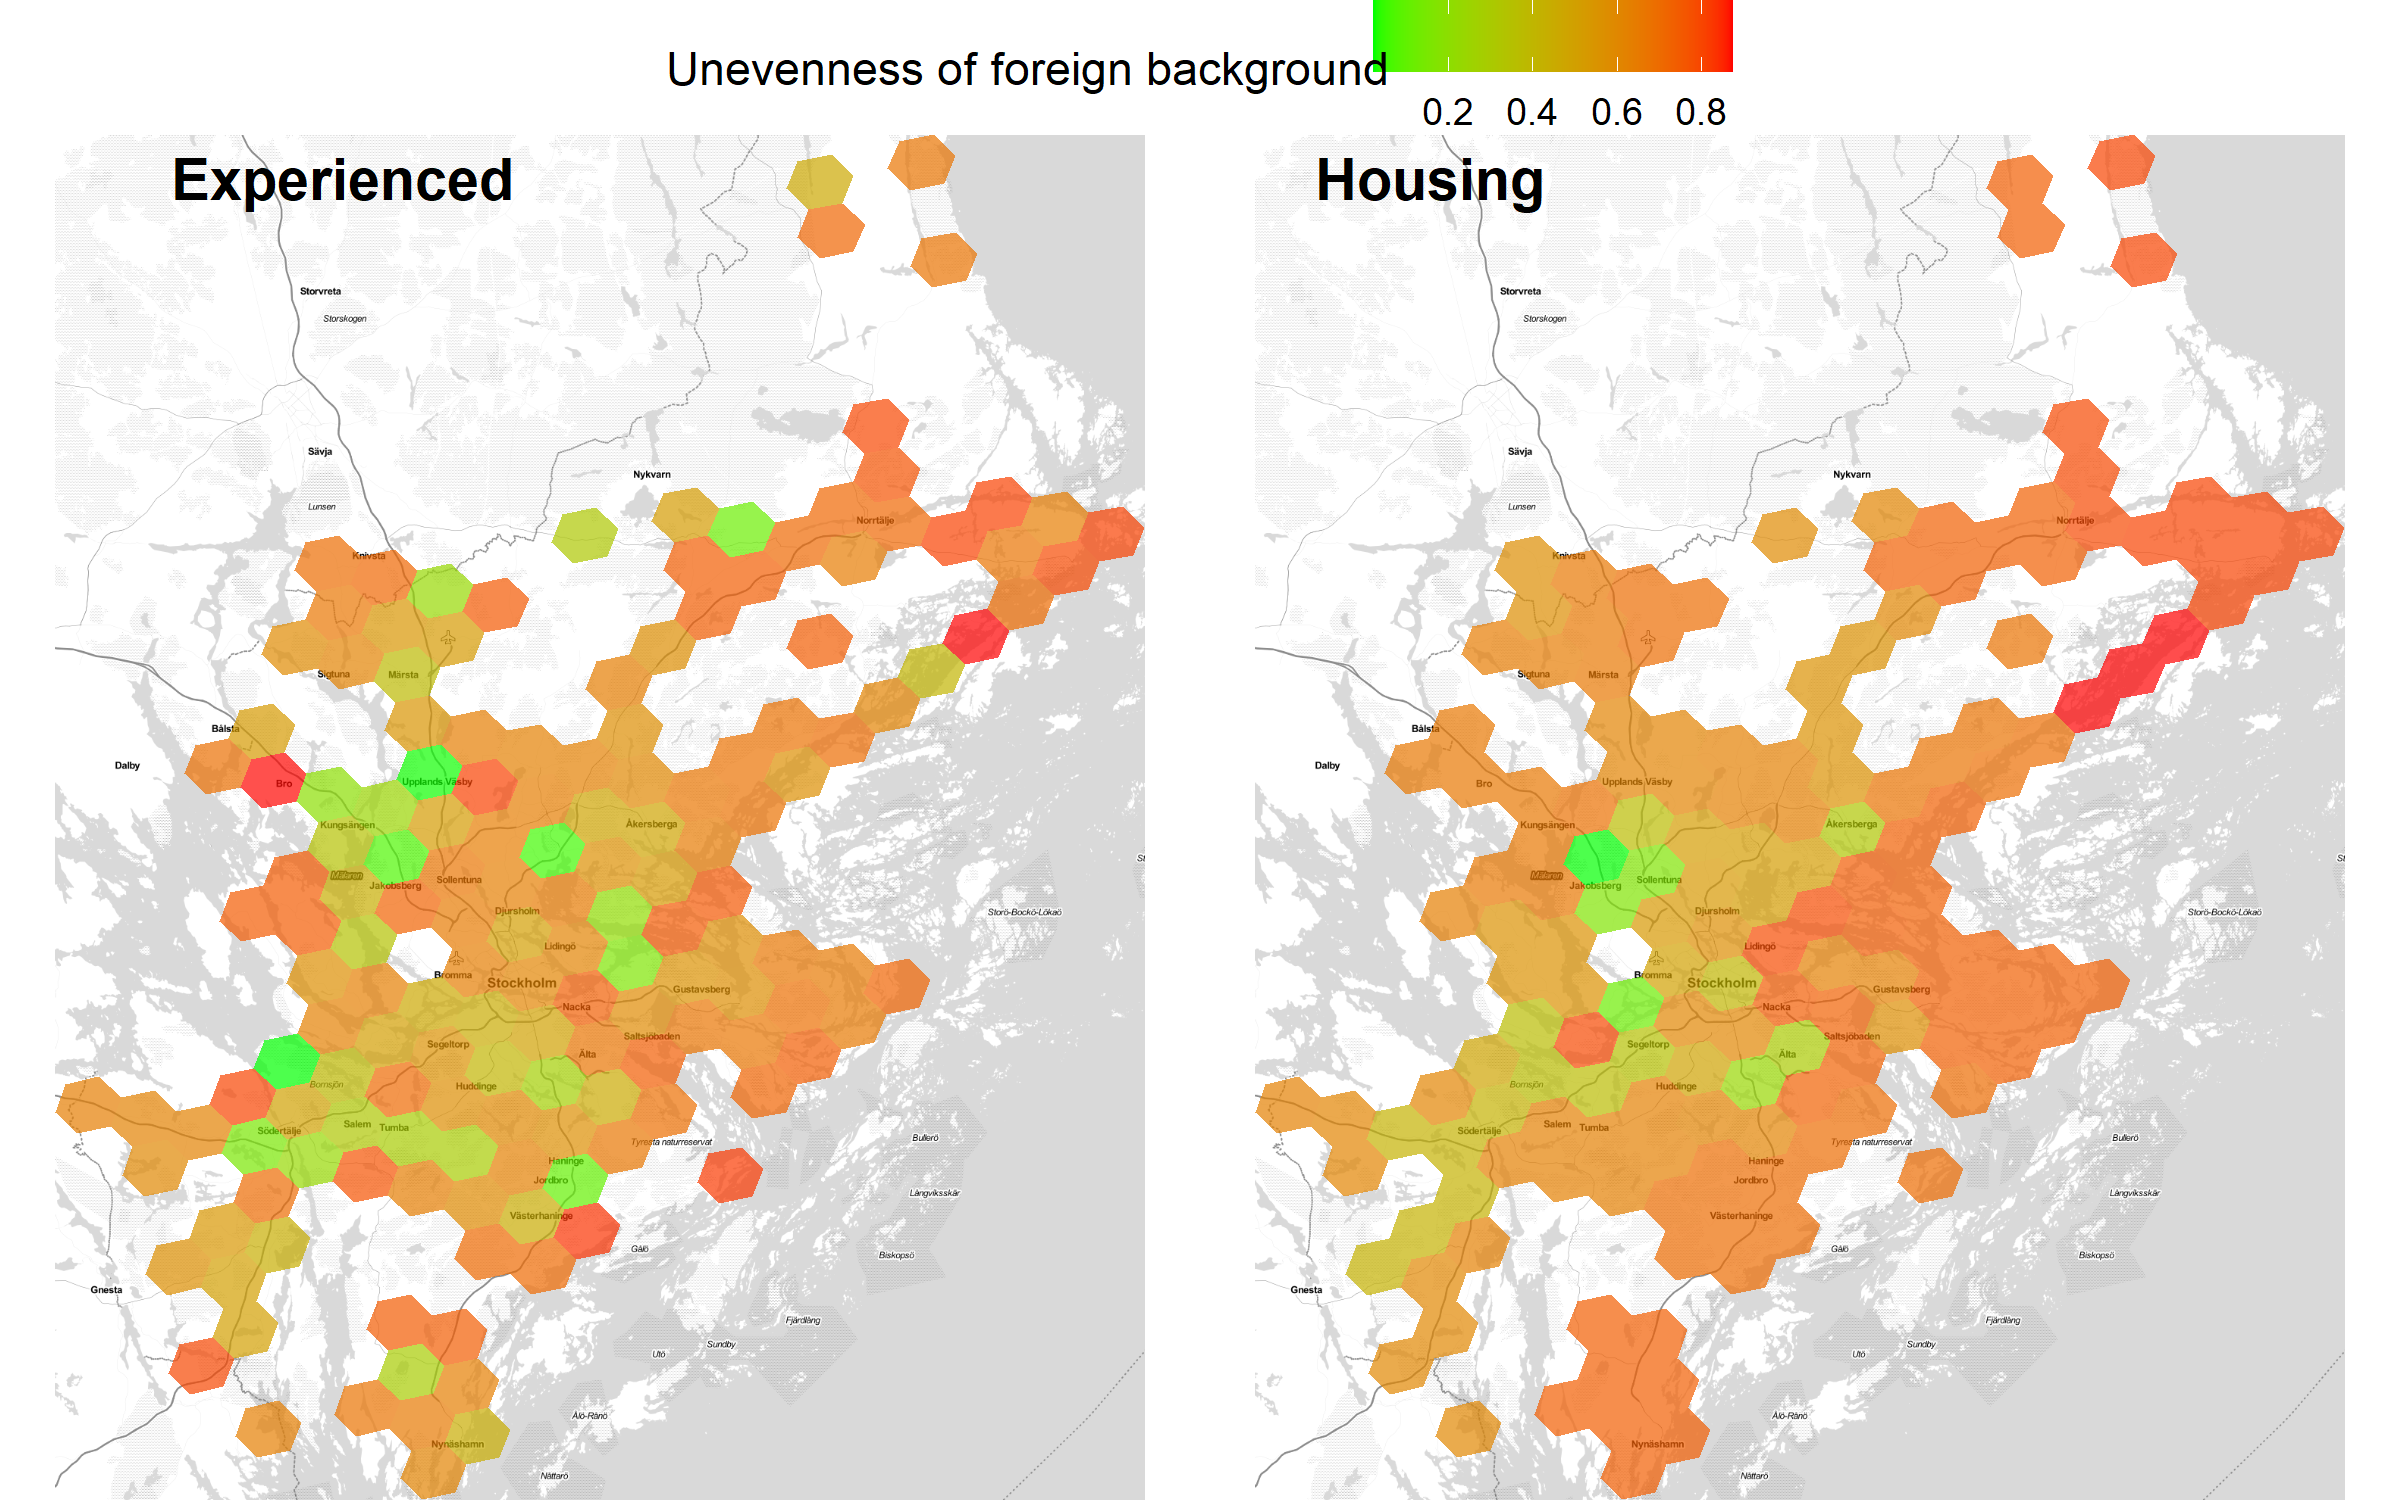 Unevenness of foreign background
0.2 0.4 0.6 0.8
Experienced
Storvreta
Storskogen
Sävja
Nykvarn
Lunsen
Norrtälje
Knivsta
Sigtuna
Märsta
Bålsta
Dalby
Bro
Upplands Väsby
Kungsängen
Åkersberga
Mälaren
Jakobsberg
Sollentuna
Djursholm
Storö-Bockö-Lökaö
Lidingö
Bromma
Stockholm
Gustavsberg
Nacka
Saltsjöbaden
Segeltorp
Älta
Bornsjön
Huddinge
Salem
Tumba
Södertälje
Tyresta naturreservat
Bullerö
Haninge
Jordbro
Långviksskär
Västerhaninge
Gålö
Biskopsö
Gnesta
Fjärdlång
Sundby
Utö
Ålö-Rånö
Nynäshamn
Nåttarö
St
Housing
Storvreta
Storskogen
Sävja
Nykvarn
Lunsen
Norrtälje
Knivsta
Sigtuna
Märsta
Bålsta
Dalby
Bro
Upplands Väsby
Kungsängen
Åkersberga
Mälaren
Jakobsberg
Sollentuna
Djursholm
Storö-Bockö-Lökaö
Lidingö
Bromma
Stockholm
Gustavsberg
Nacka
Saltsjöbaden
Segeltorp
Älta
Bornsjön
Huddinge
Salem
Tumba
Södertälje
Tyresta naturreservat
Bullerö
Haninge
Jordbro
Långviksskär
Västerhaninge
Gålö
Biskopsö
Gnesta
Fjärdlång
Sundby
Utö
Ålö-Rånö
Nynäshamn
Nåttarö
St